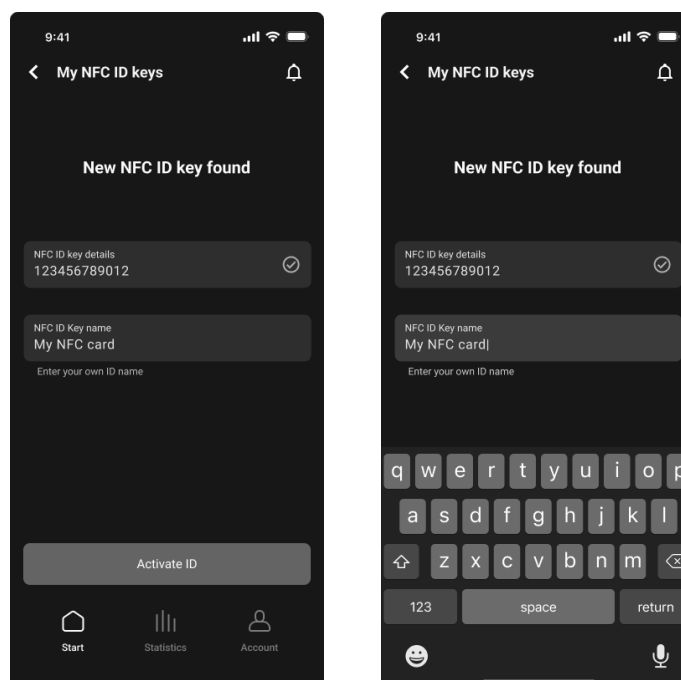 9:41
My NFC ID keys
New NFC ID key found
NFC ID key details
123456789012
NFC ID Key name
My NFC card
Enter your own ID name
Activate ID
Start Statistics Account
9:41
My NFC ID keys
New NFC ID key found
NFC ID key details
123456789012
NFC ID Key name
My NFC card
Enter your own ID name
q w e r t y u i o p
a s d f g h j k l
z x c v b n m
123 space return